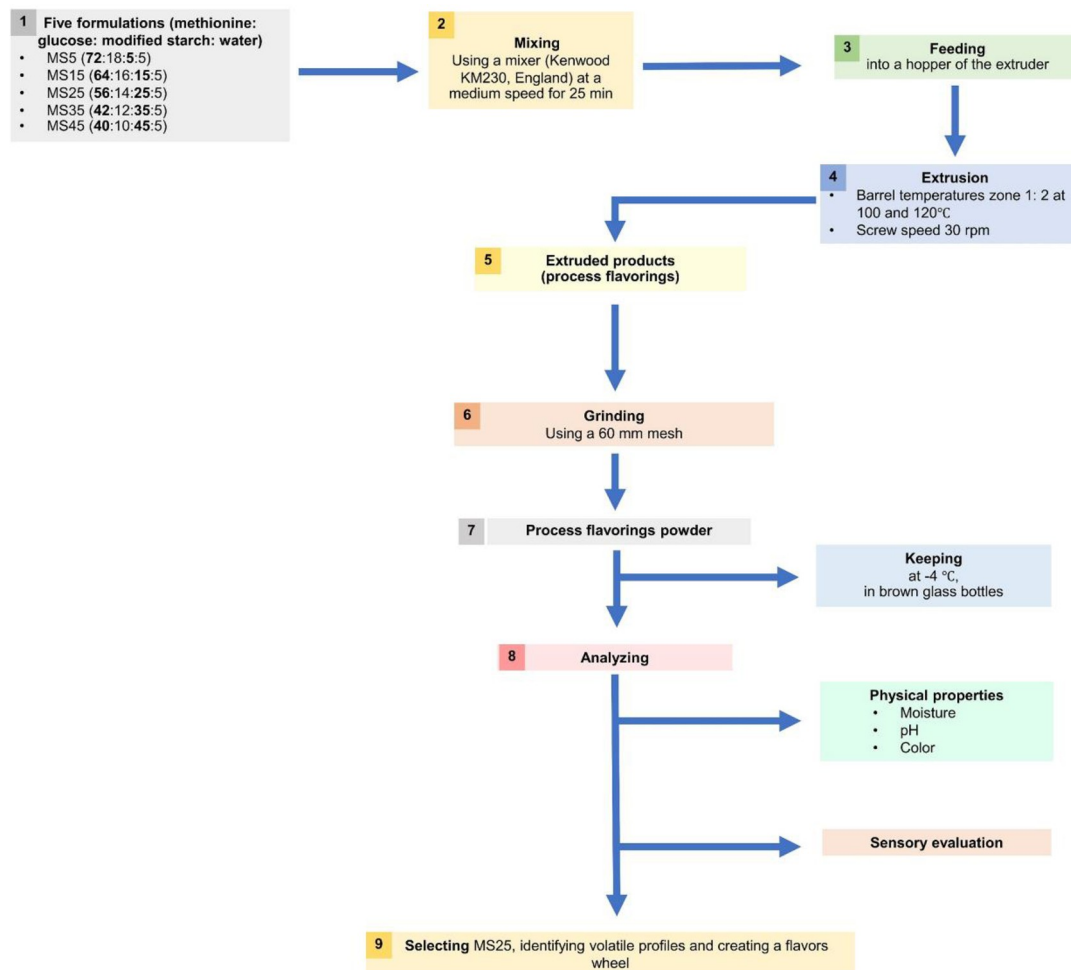 1
Five formulations (methionine:
glucose: modified starch: water)
• MS5 (72:18:5:5)
• MS15 (64:16:15:5)
• MS25 (56:14:25:5)
• MS35 (42:12:35:5)
• MS45 (40:10:45:5)
2
Mixing
Using a mixer (Kenwood
KM230, England) at a
medium speed for 25 min
3
Feeding
into a hopper of the extruder
4
Extrusion
• Barrel temperatures zone 1: 2 at
100 and 120℃
• Screw speed 30 rpm
5
Extruded products
(process flavorings)
6
Grinding
Using a 60 mm mesh
7
Process flavorings powder
Keeping
at -4 ℃,
in brown glass bottles
8
Analyzing
Physical properties
• Moisture
• pH
• Color
Sensory evaluation
9
Selecting MS25, identifying volatile profiles and creating a flavors
wheel